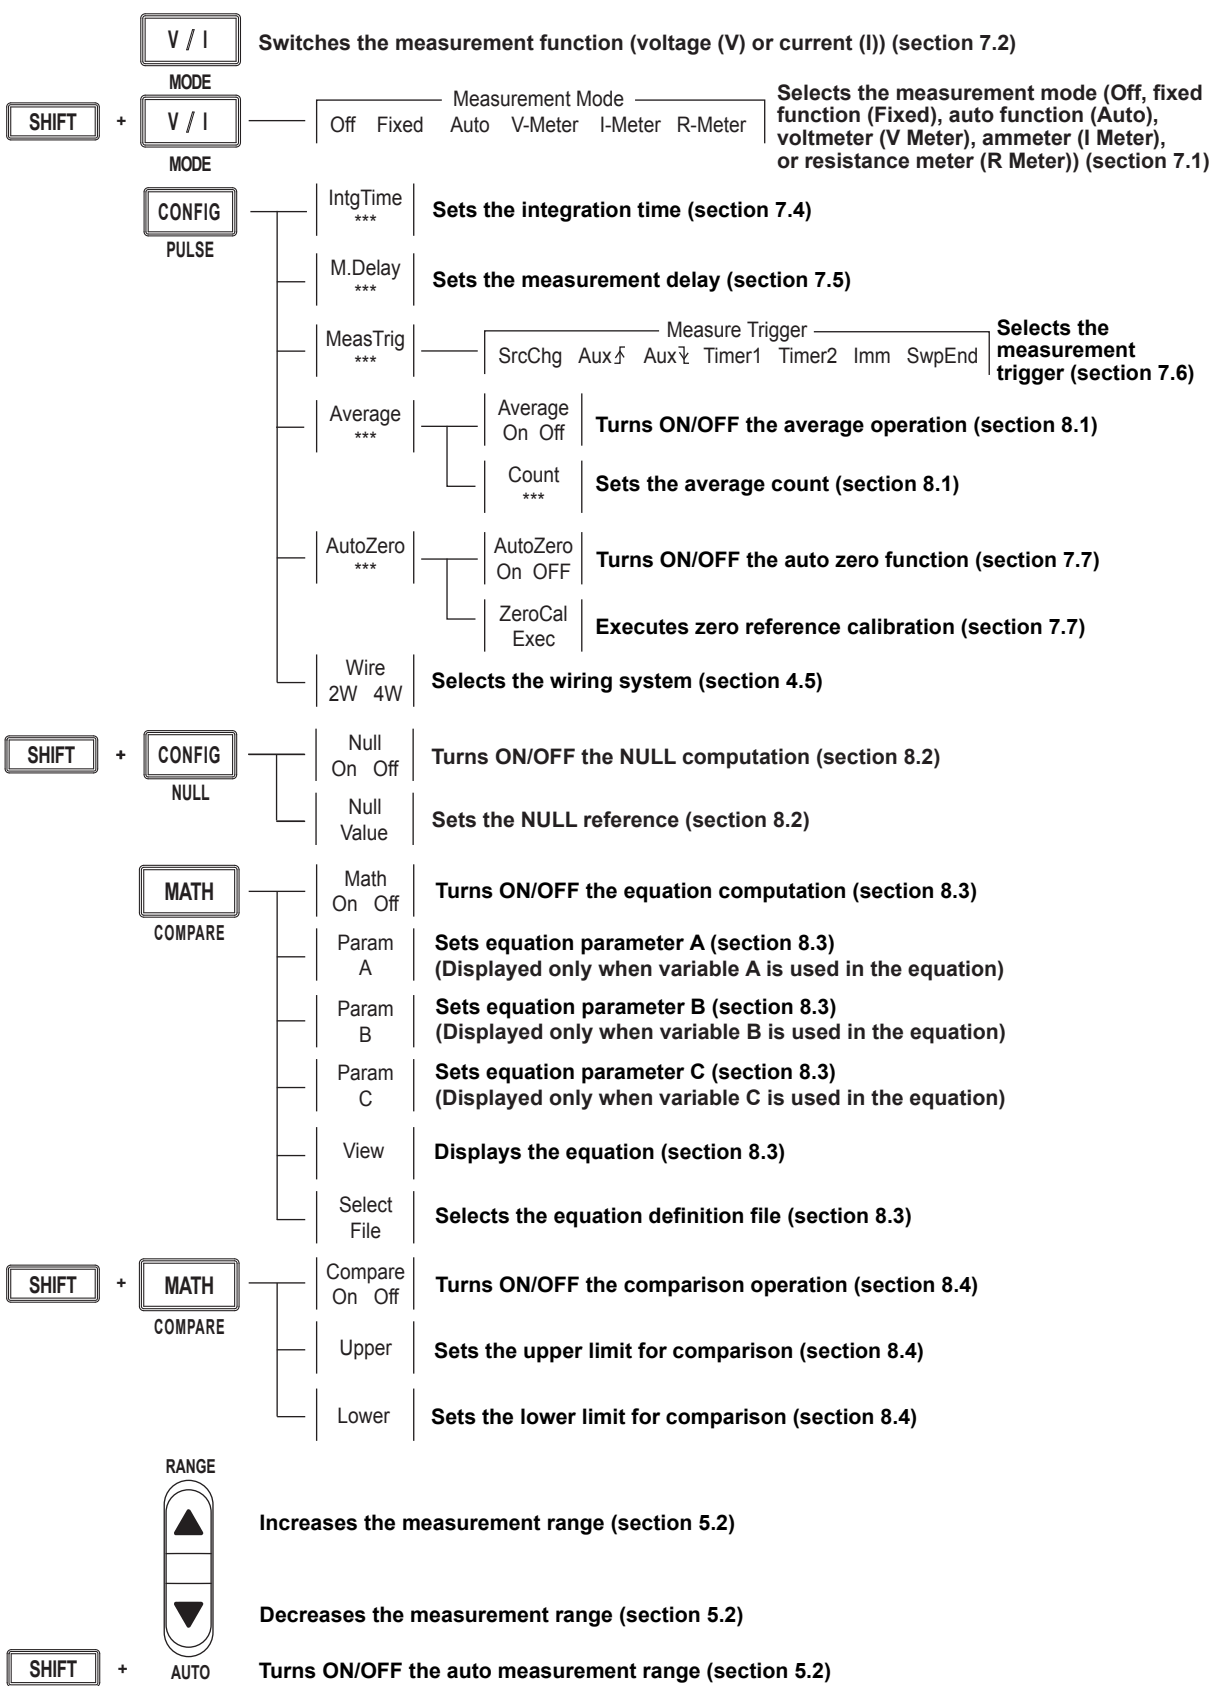 V / I
Switches the measurement function (voltage (V) or current (I)) (section 7.2)
MODE
SHIFT + V / I
MODE
Measurement Mode
Off Fixed Auto V-Meter I-Meter R-Meter
Selects the measurement mode (Off, fixed
function (Fixed), auto function (Auto),
voltmeter (V Meter), ammeter (I Meter),
or resistance meter (R Meter)) (section 7.1)
CONFIG
PULSE
IntgTime
***
Sets the integration time (section 7.4)
M.Delay
***
Sets the measurement delay (section 7.5)
MeasTrig
***
Measure Trigger
SrcChg Aux Aux Timer1 Timer2 Imm SwpEnd
Selects the
measurement
trigger (section 7.6)
Average
***
Average
On Off
Turns ON/OFF the average operation (section 8.1)
Count
***
Sets the average count (section 8.1)
AutoZero
***
AutoZero
On OFF
Turns ON/OFF the auto zero function (section 7.7)
ZeroCal
Exec
Executes zero reference calibration (section 7.7)
Wire
2W 4W
Selects the wiring system (section 4.5)
SHIFT + CONFIG
NULL
Null
On Off
Turns ON/OFF the NULL computation (section 8.2)
Null
Value
Sets the NULL reference (section 8.2)
MATH
COMPARE
Math
On Off
Turns ON/OFF the equation computation (section 8.3)
Param
A
Sets equation parameter A (section 8.3)
(Displayed only when variable A is used in the equation)
Param
B
Sets equation parameter B (section 8.3)
(Displayed only when variable B is used in the equation)
Param
C
Sets equation parameter C (section 8.3)
(Displayed only when variable C is used in the equation)
View
Displays the equation (section 8.3)
Select
File
Selects the equation definition file (section 8.3)
SHIFT + MATH
COMPARE
Compare
On Off
Turns ON/OFF the comparison operation (section 8.4)
Upper
Sets the upper limit for comparison (section 8.4)
Lower
Sets the lower limit for comparison (section 8.4)
RANGE
Increases the measurement range (section 5.2)
Decreases the measurement range (section 5.2)
SHIFT + AUTO
Turns ON/OFF the auto measurement range (section 5.2)